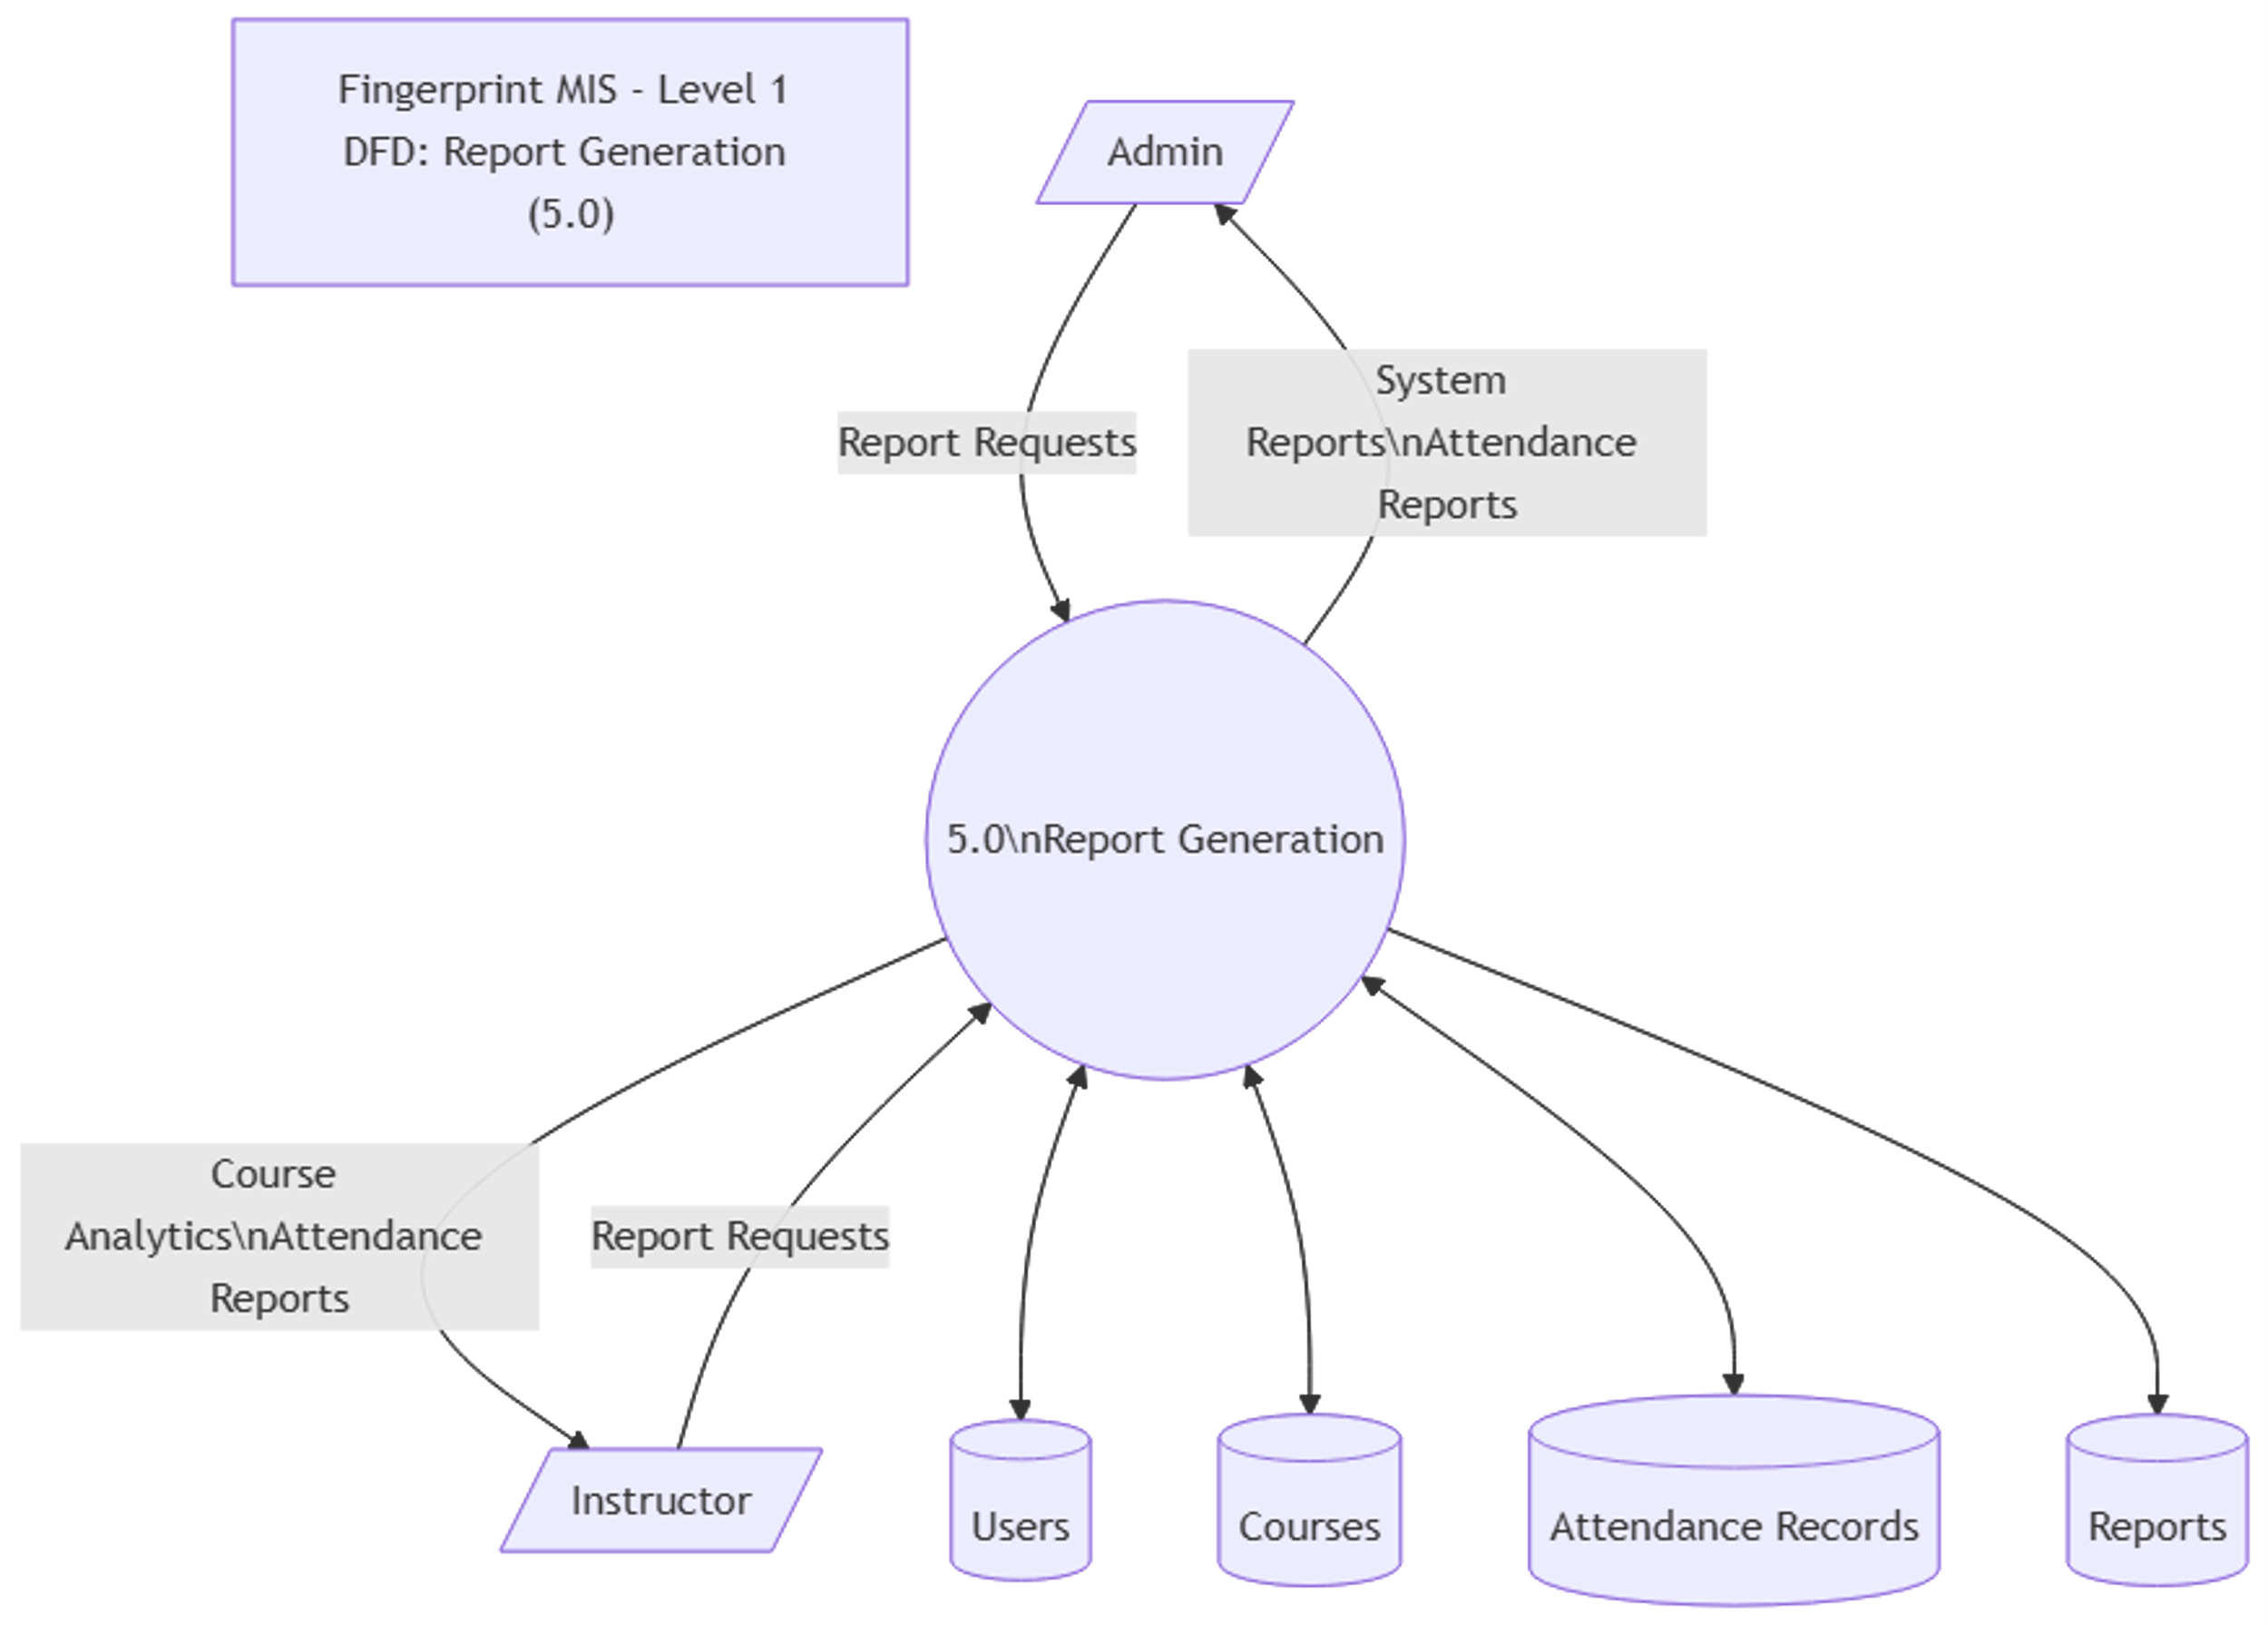 Fingerprint MIS - Level 1
DFD: Report Generation
(5.0)
Admin
Report Requests
System
Reports\nAttendance
Reports
5.0\nReport Generation
Course
Analytics\nAttendance
Reports
Report Requests
Instructor
Users
Courses
Attendance Records
Reports